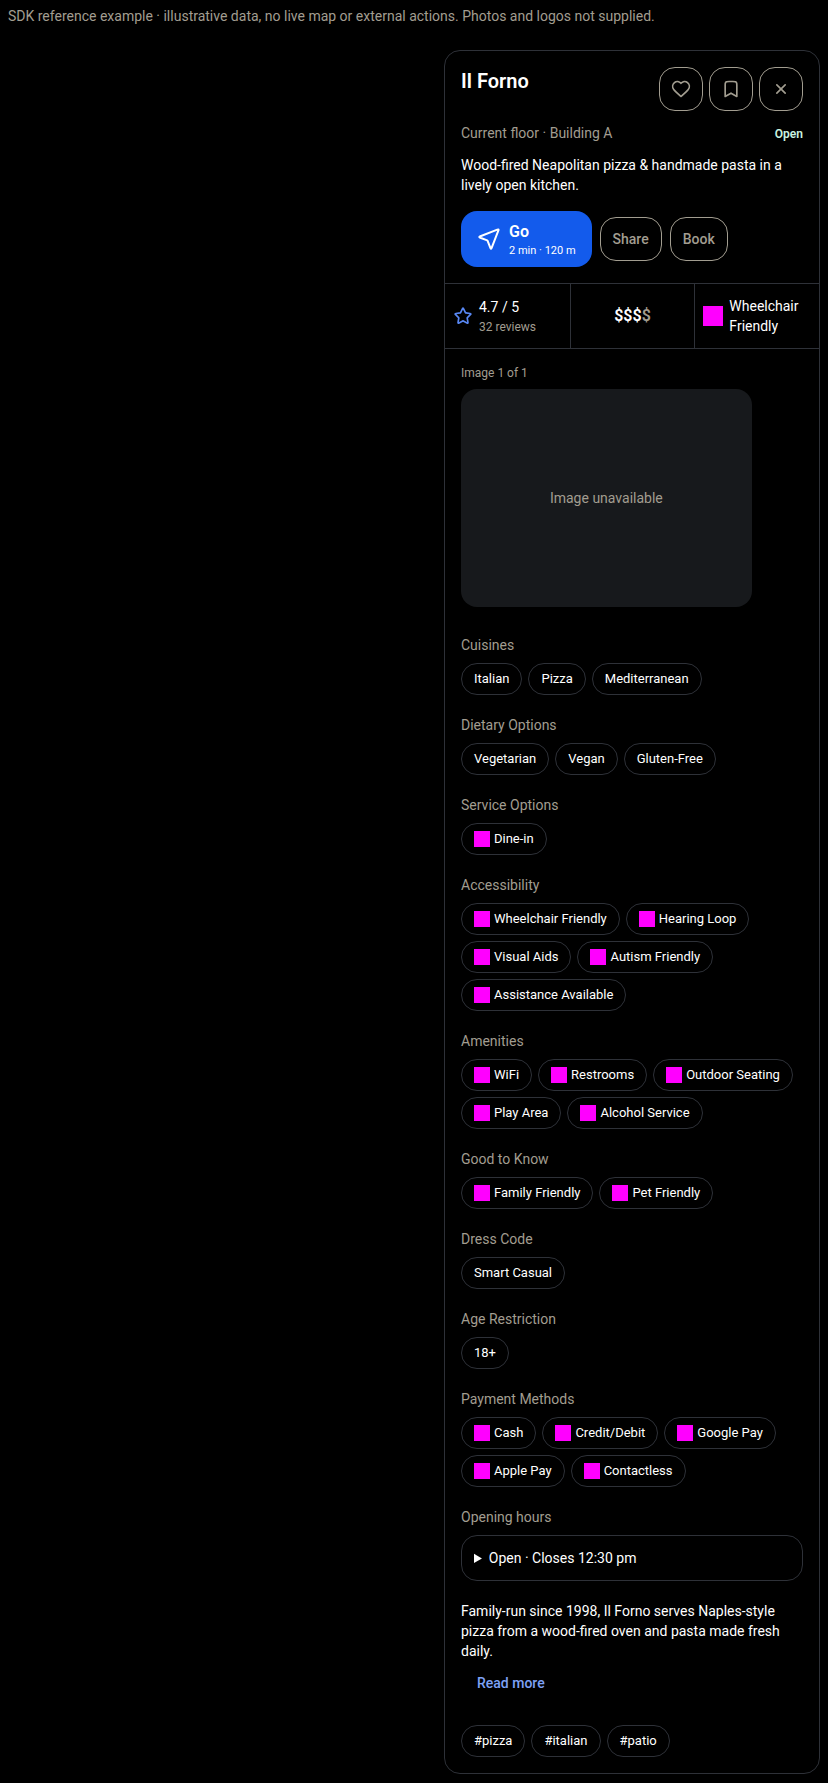 SDK reference example · illustrative data, no live map or external actions. Photos and logos not supplied.
Il Forno
Current floor · Building A
Open
Wood-fired Neapolitan pizza & handmade pasta in a
lively open kitchen.
Go
2 min · 120 m
Share
Book
4.7 / 5
32 reviews
$$$$
Wheelchair
Friendly
Image 1 of 1
Image unavailable
Cuisines
Italian
Pizza
Mediterranean
Dietary Options
Vegetarian
Vegan
Gluten-Free
Service Options
Dine-in
Accessibility
Wheelchair Friendly
Hearing Loop
Visual Aids
Autism Friendly
Assistance Available
Amenities
WiFi
Restrooms
Outdoor Seating
Play Area
Alcohol Service
Good to Know
Family Friendly
Pet Friendly
Dress Code
Smart Casual
Age Restriction
18+
Payment Methods
Cash
Credit/Debit
Google Pay
Apple Pay
Contactless
Opening hours
Open · Closes 12:30 pm
Family-run since 1998, Il Forno serves Naples-style
pizza from a wood-fired oven and pasta made fresh
daily.
Read more
#pizza
#italian
#patio